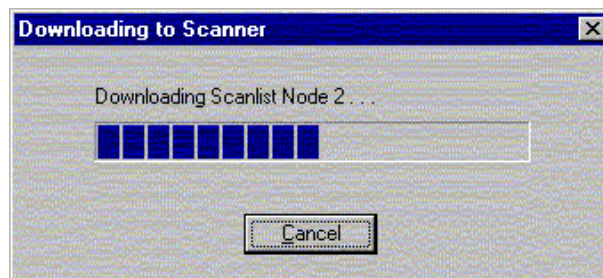 Downloading to Scanner
Downloading Scanlist Node 2 . . .
Cancel